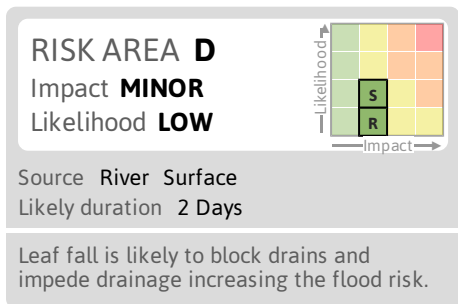 RISK AREA D
Impact MINOR
Likelihood LOW
Likelihood
S
R
Impact
Source River Surface
Likely duration 2 Days
Leaf fall is likely to block drains and
impede drainage increasing the flood risk.